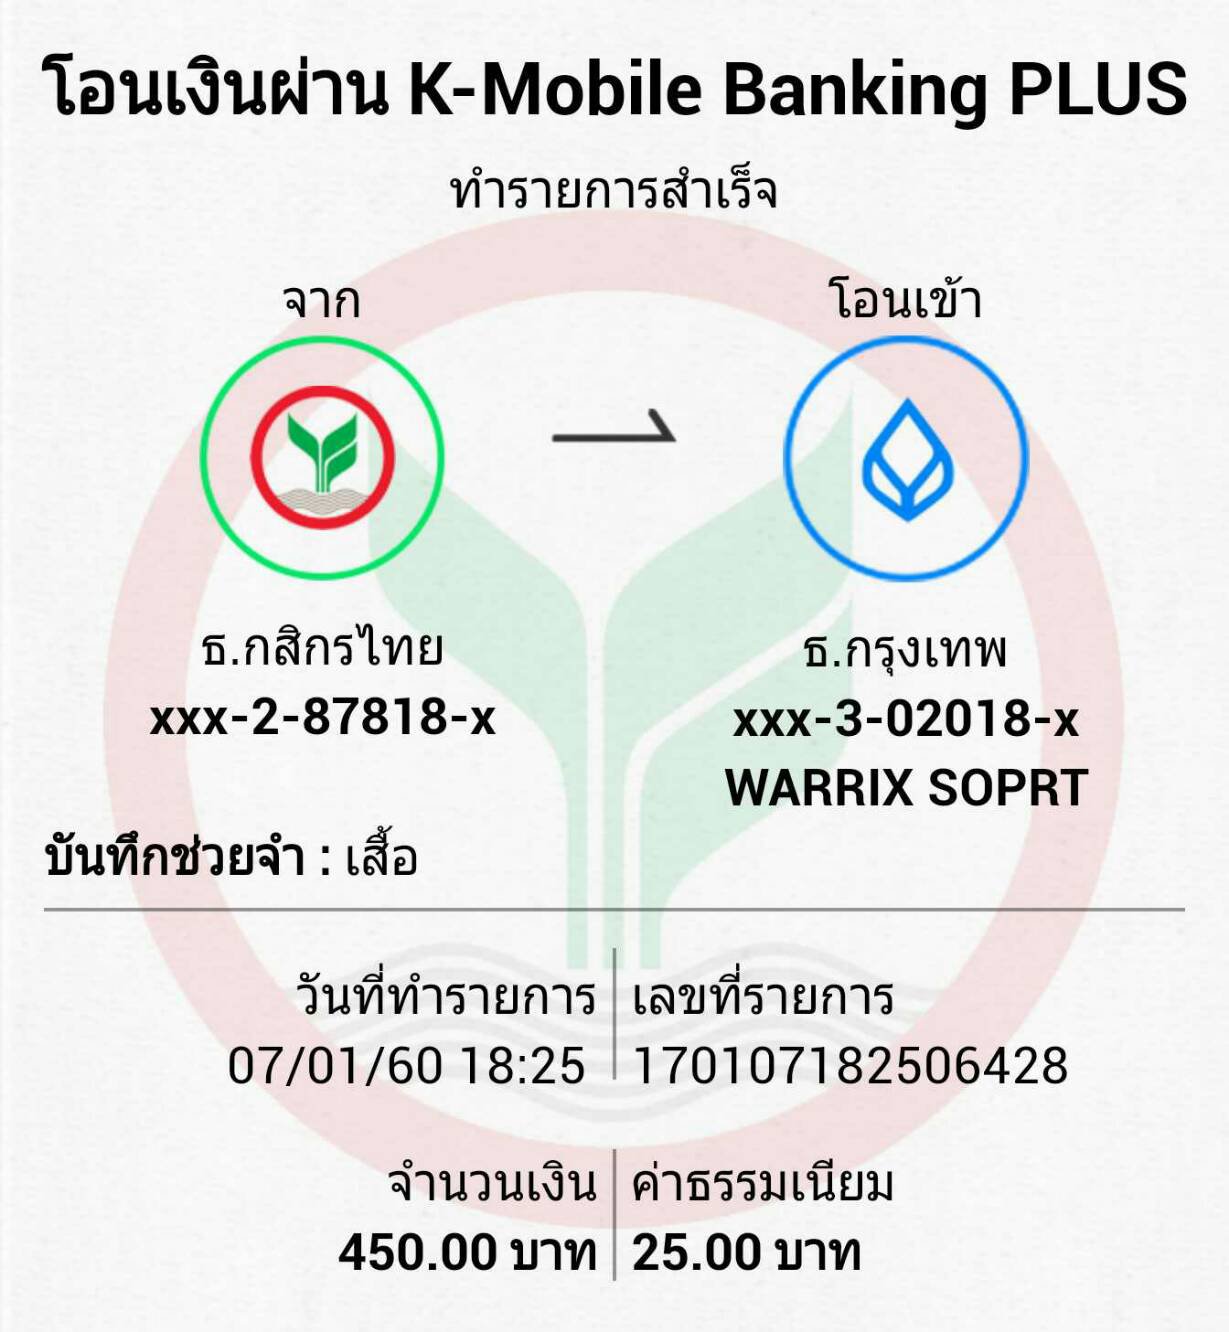 โอนเงินผ่าน K-Mobile Banking PLUS
ทำรายการสำเร็จ
จาก
โอนเข้า
ธ.กสิกรไทย
xxx-2-87818-x
ธ.กรุงเทพ
xxx-3-02018-x
WARRIX SOPRT
บันทึกช่วยจำ : เสื้อ
วันที่ทำรายการ
07/01/60 18:25
เลขที่รายการ
170107182506428
จำนวนเงิน
450.00 บาท
ค่าธรรมเนียม
25.00 บาท